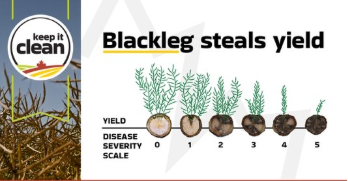 keep it
clean
Blackleg steals yield
YIELD
DISEASE
SEVERITY
SCALE
0 1 2 3 4 5